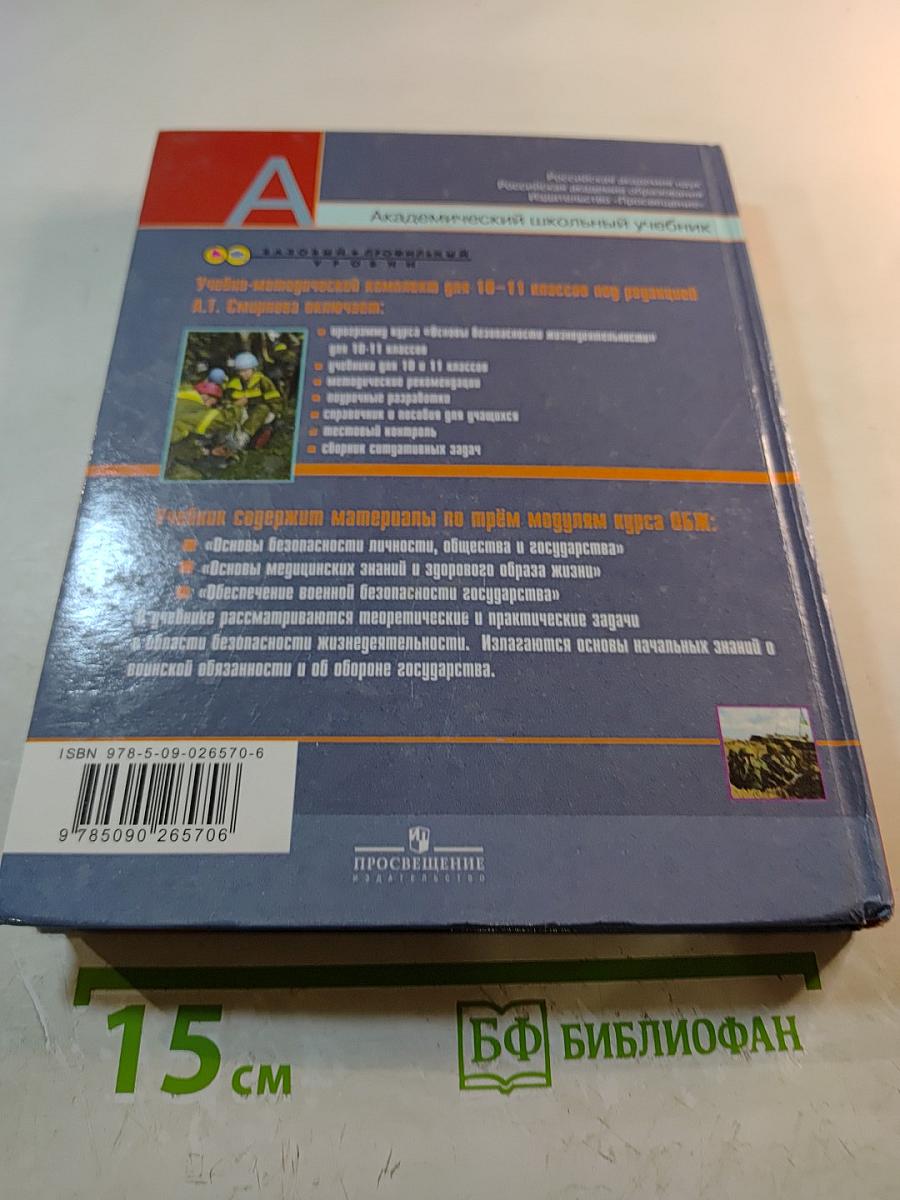 А
Российская академия наук
Российская академия образования
Издательство «Просвещение»
Академический школьный учебник
БАЗОВЫЙ И ПРОФИЛЬНЫЙ
УРОВНИ
Учебно-методический комплект для 10–11 классов под редакцией
А.Т. Смирнова включает:
программу курса «Основы безопасности жизнедеятельности»
для 10-11 классов
учебники для 10 и 11 классов
методические рекомендации
поурочные разработки
справочник и пособия для учащихся
тестовый контроль
сборник ситуативных задач
Учебник содержит материалы по трём модулям курса ОБЖ:
«Основы безопасности личности, общества и государства»
«Основы медицинских знаний и здорового образа жизни»
«Обеспечение военной безопасности государства»
В учебнике рассматриваются теоретические и практические задачи
в области безопасности жизнедеятельности. Излагаются основы начальных знаний о
воинской обязанности и об обороне государства.
ISBN 978-5-09-026570-6
9 785090 265706
ПРОСВЕЩЕНИЕ
ИЗДАТЕЛЬСТВО
15 см
БФ БИБЛИОФАН